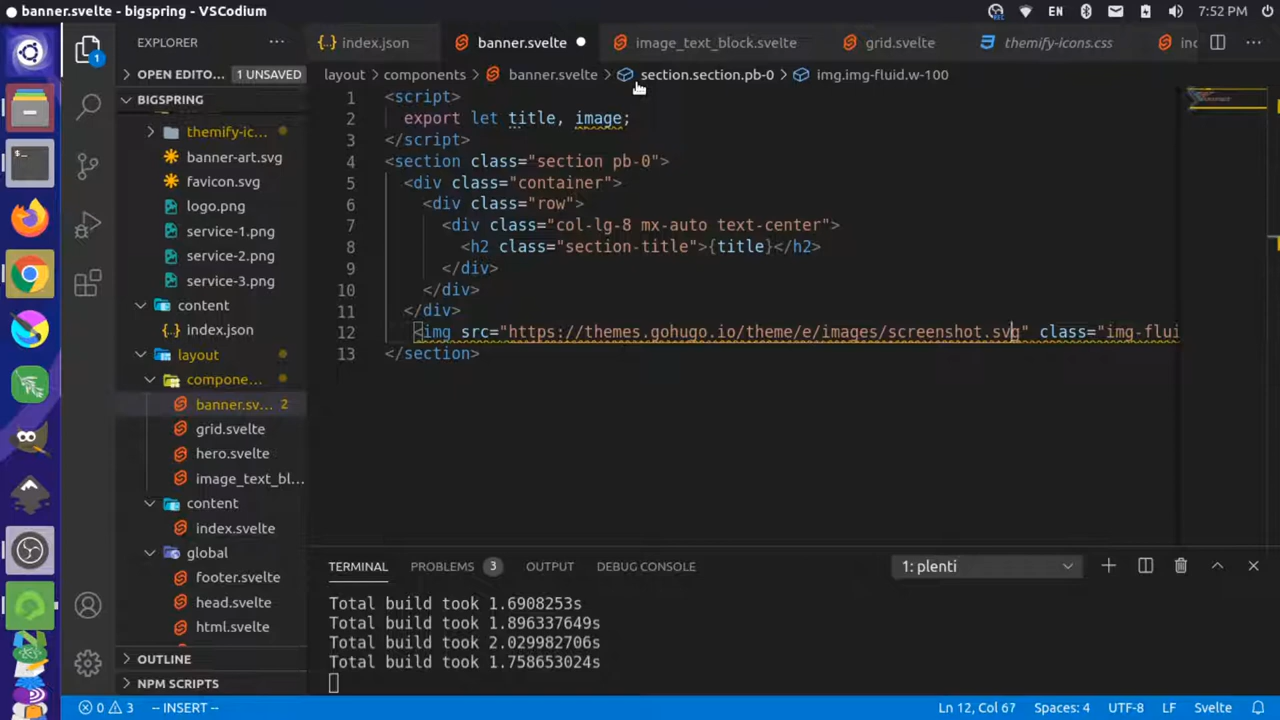 banner.svelte - bigspring - VSCodium
EN
7:52 PM
EXPLORER
index.json
banner.svelte
image_text_block.svelte
grid.svelte
themify-icons.css
OPEN EDITO... 1 UNSAVED
layout > components > banner.svelte > section.section.pb-0 > img.img-fluid.w-100
BIGSPRING
themify-ic...
banner-art.svg
favicon.svg
logo.png
service-1.png
service-2.png
service-3.png
content
index.json
layout
compone...
banner.sv... 2
grid.svelte
hero.svelte
image_text_bl...
content
index.svelte
global
footer.svelte
head.svelte
html.svelte
OUTLINE
NPM SCRIPTS
1 <script>
2 export let title, image;
3 </script>
4 <section class="section pb-0">
5 <div class="container">
6 <div class="row">
7 <div class="col-lg-8 mx-auto text-center">
8 <h2 class="section-title">{title}</h2>
9 </div>
10 </div>
11 </div>
12 <img src="https://themes.gohugo.io/theme/e/images/screenshot.svg" class="img-flui
13 </section>
TERMINAL
PROBLEMS 3
OUTPUT
DEBUG CONSOLE
1: plenti
Total build took 1.6908253s
Total build took 1.896337649s
Total build took 2.029982706s
Total build took 1.758653024s
0 3
-- INSERT --
Ln 12, Col 67
Spaces: 4
UTF-8
LF
Svelte